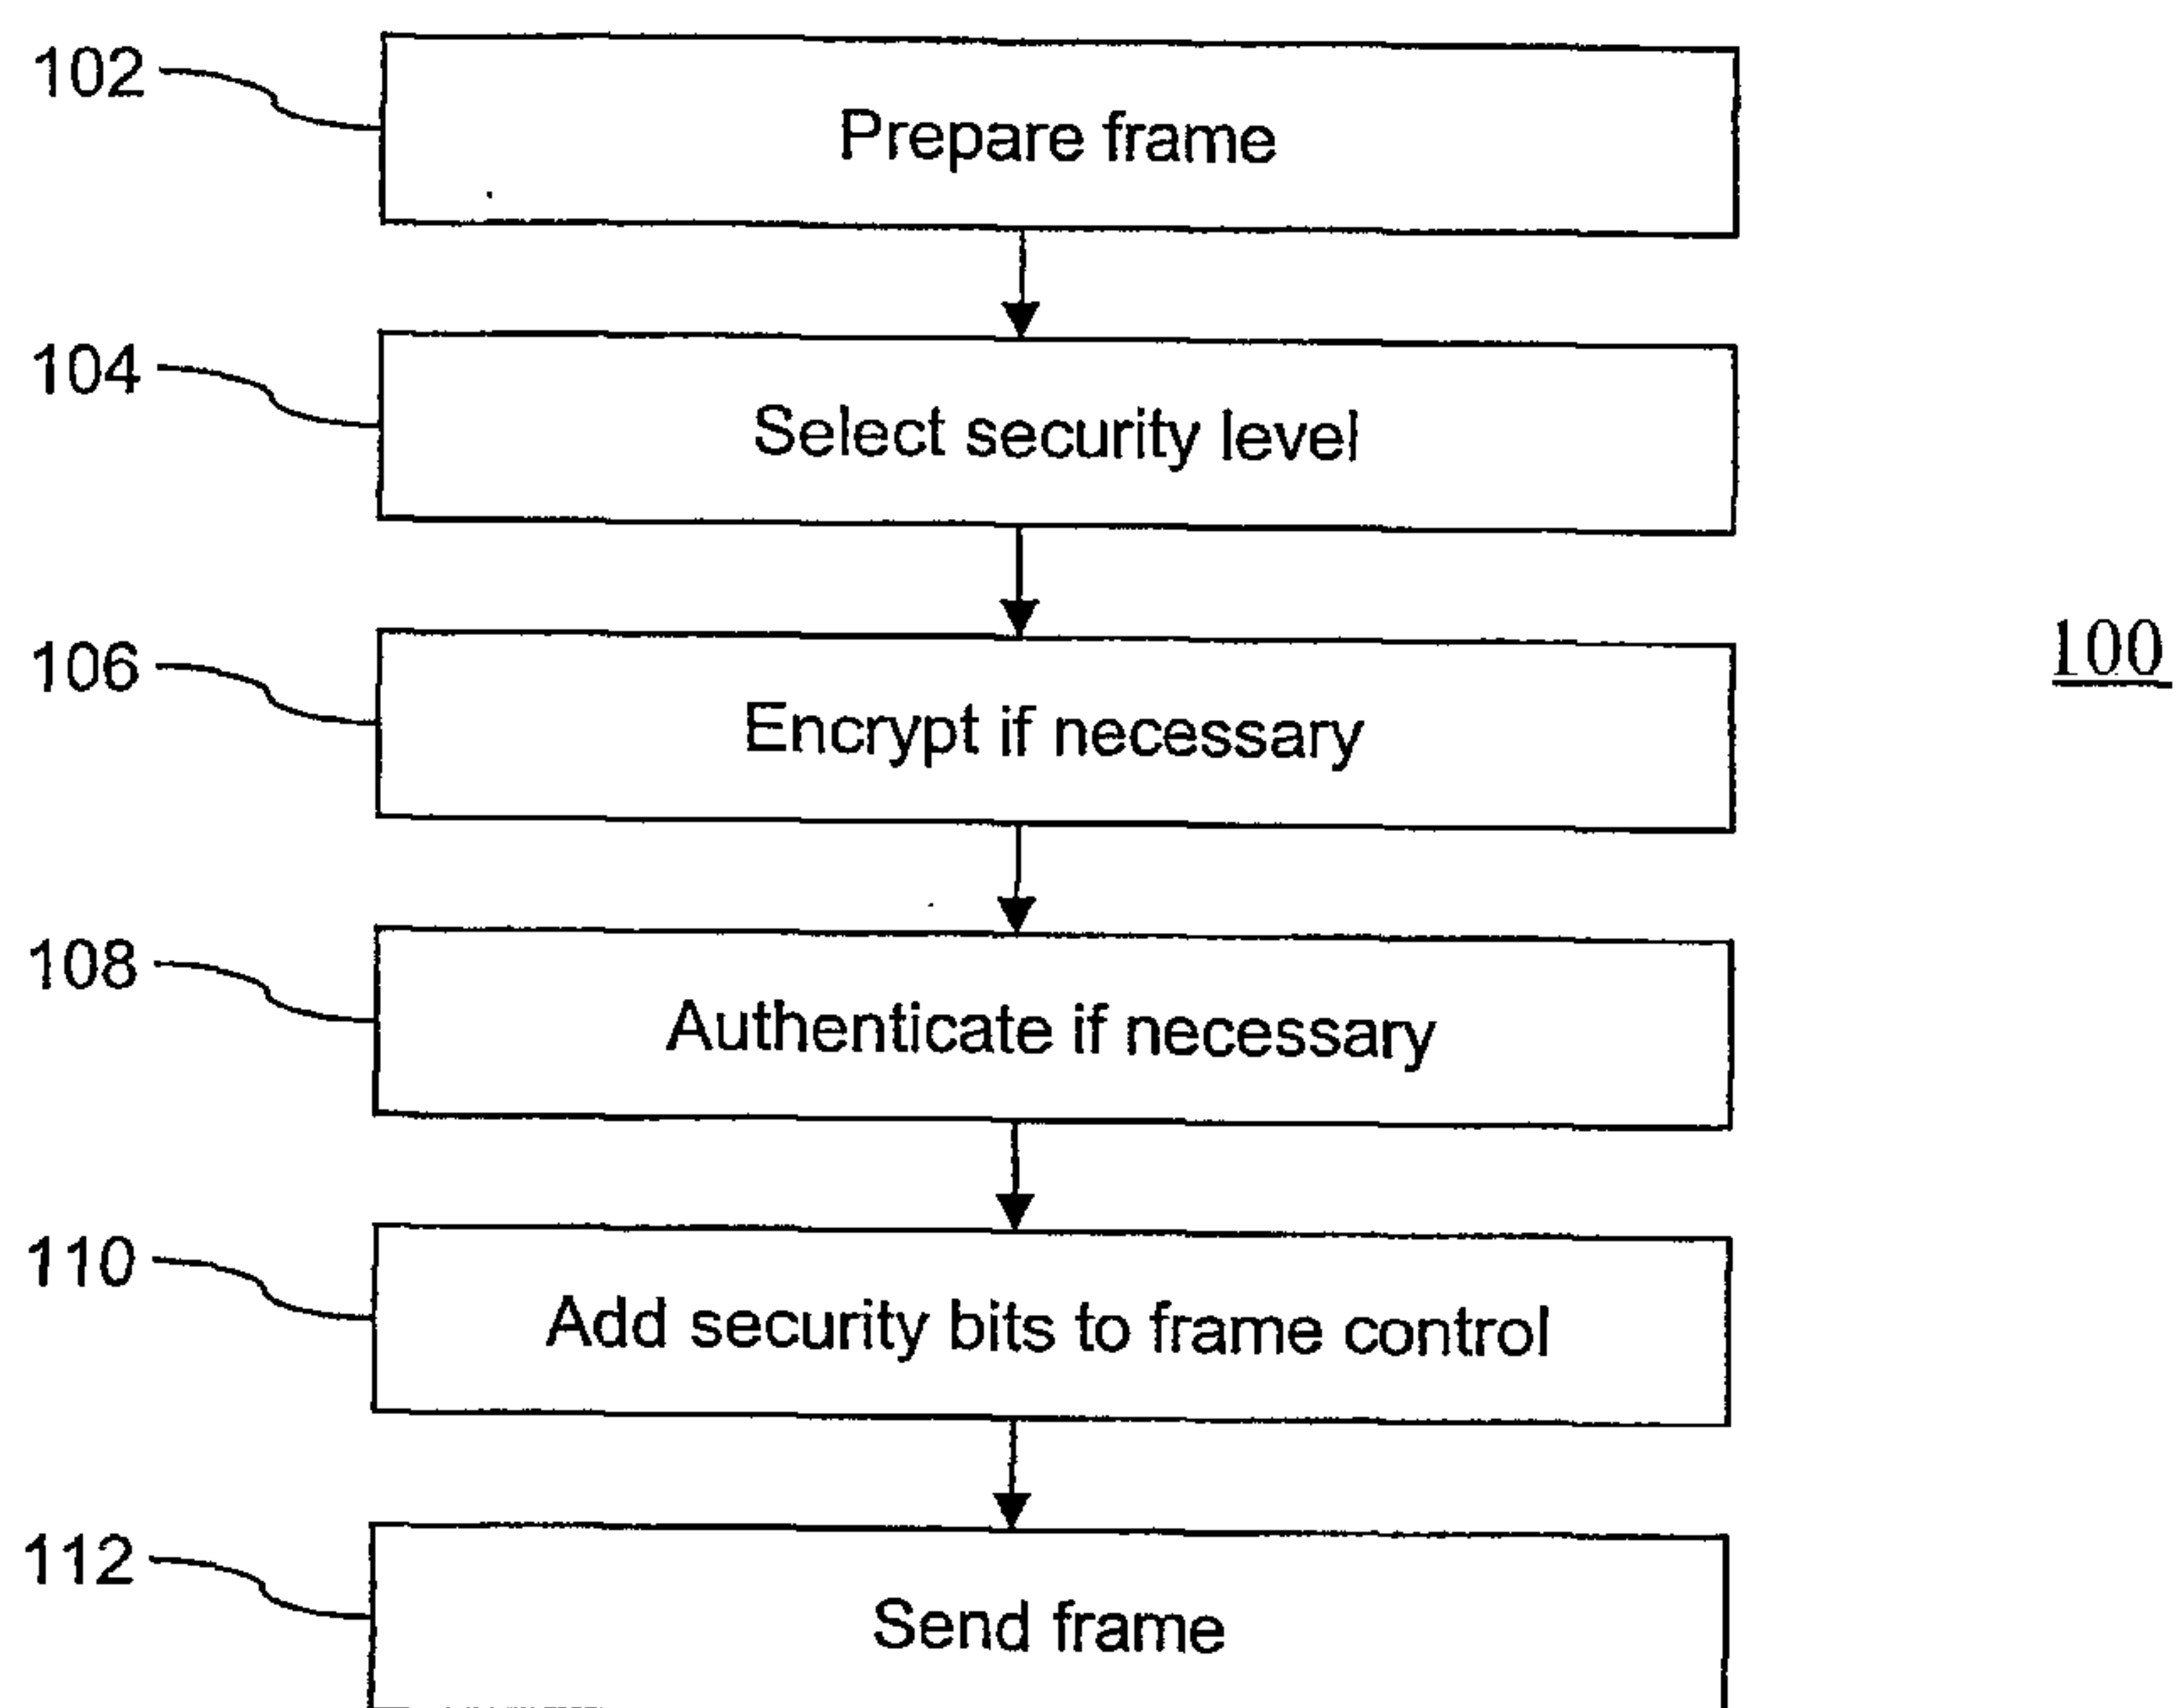 102
Prepare frame
104
Select security level
106
Encrypt if necessary
100
108
Authenticate if necessary
110
Add security bits to frame control
112
Send frame